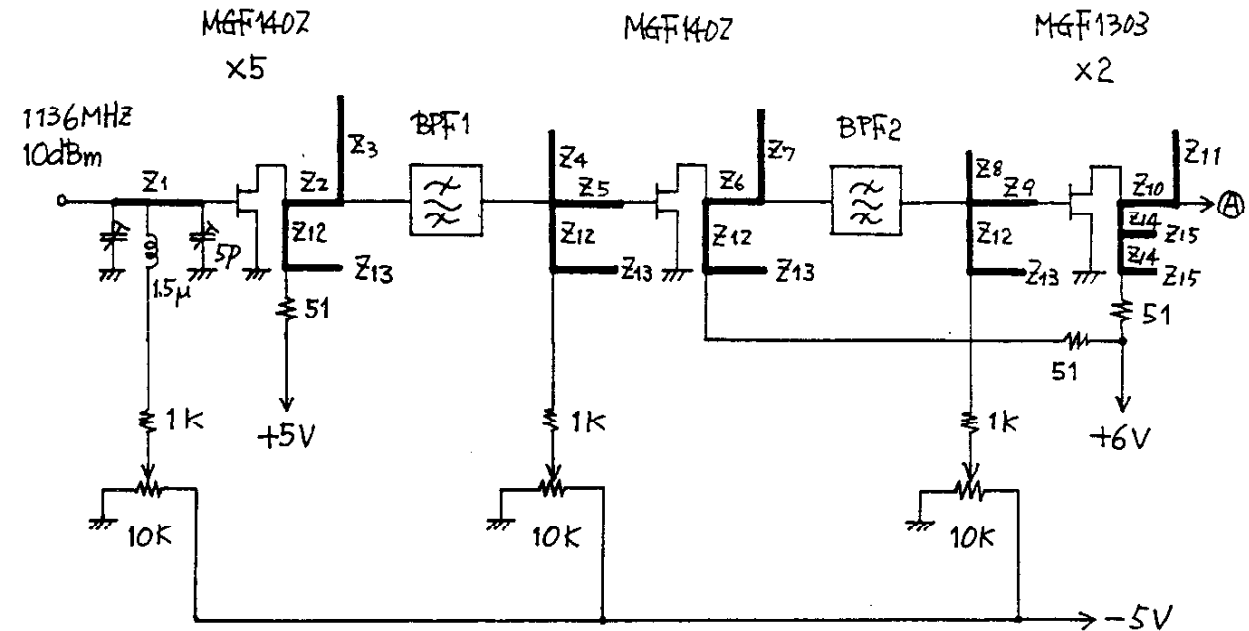 MGF1402
x5
MGF1402
MGF1303
x2
1136MHz
10dBm
Z1
5P
1.5μ
Z2
Z3
Z12
Z13
51
+5V
BPF1
Z4
Z5
Z12
Z13
Z6
Z7
Z12
Z13
BPF2
Z8
Z9
Z12
Z13
Z10
Z11
Z14
Z15
Z14
Z15
A
51
51
+6V
1K
1K
1K
10K
10K
10K
-5V